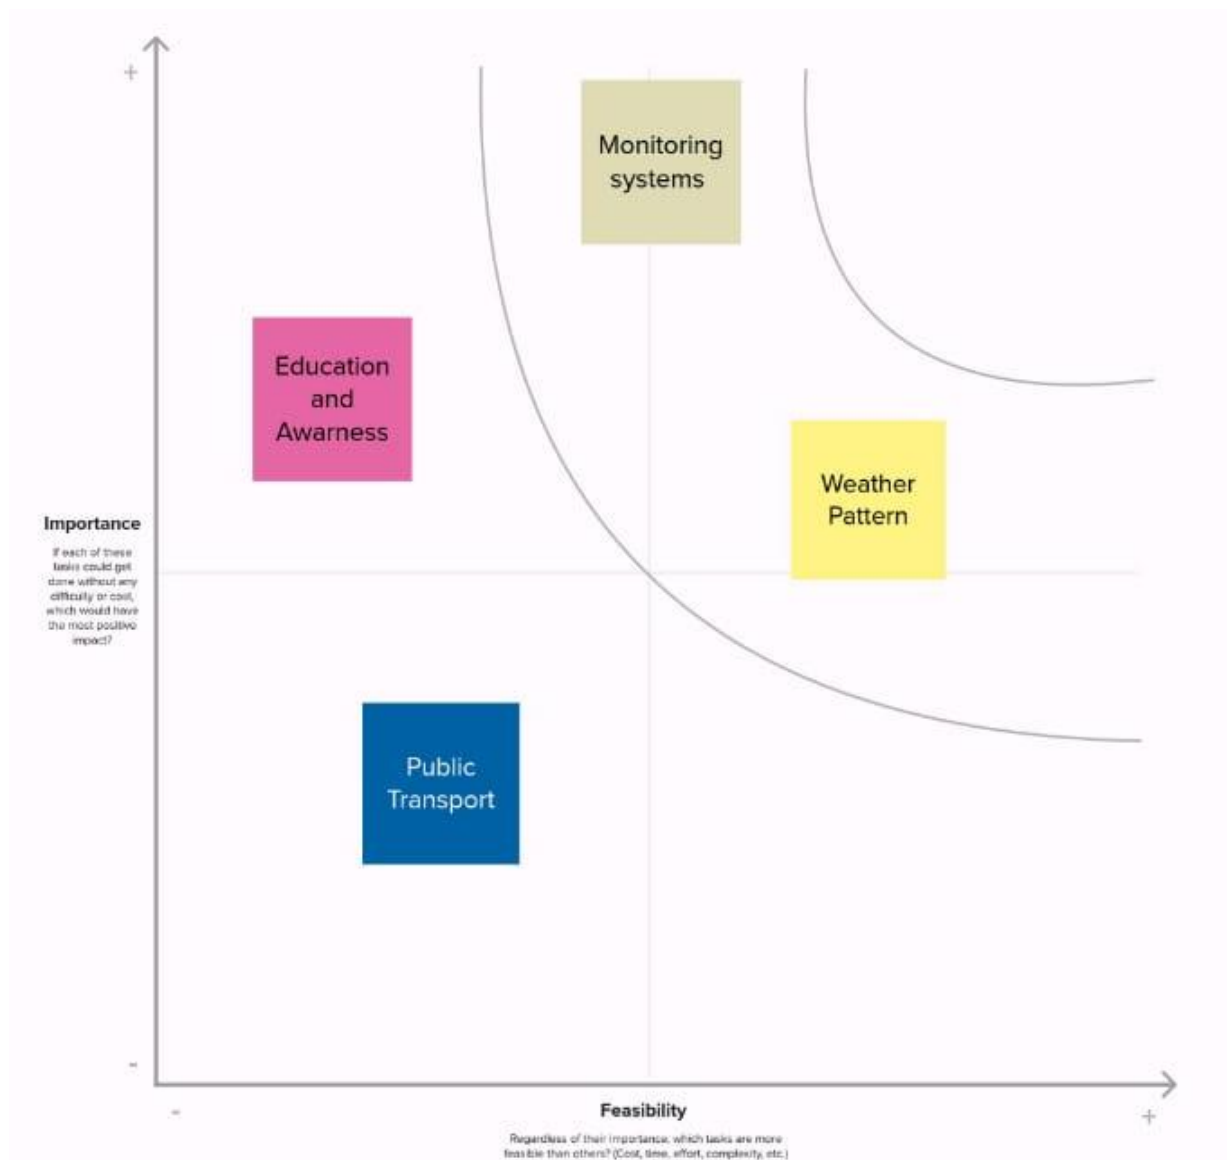 +
Monitoring
systems
Education
and
Awarness
Weather
Pattern
Importance
If each of these
tasks could get
done without any
difficulty or cost,
which would have
the most positive
impact?
Public
Transport
-
-
Feasibility
+
Regardless of their importance, which tasks are more
feasible than others? (Cost, time, effort, complexity, etc.)